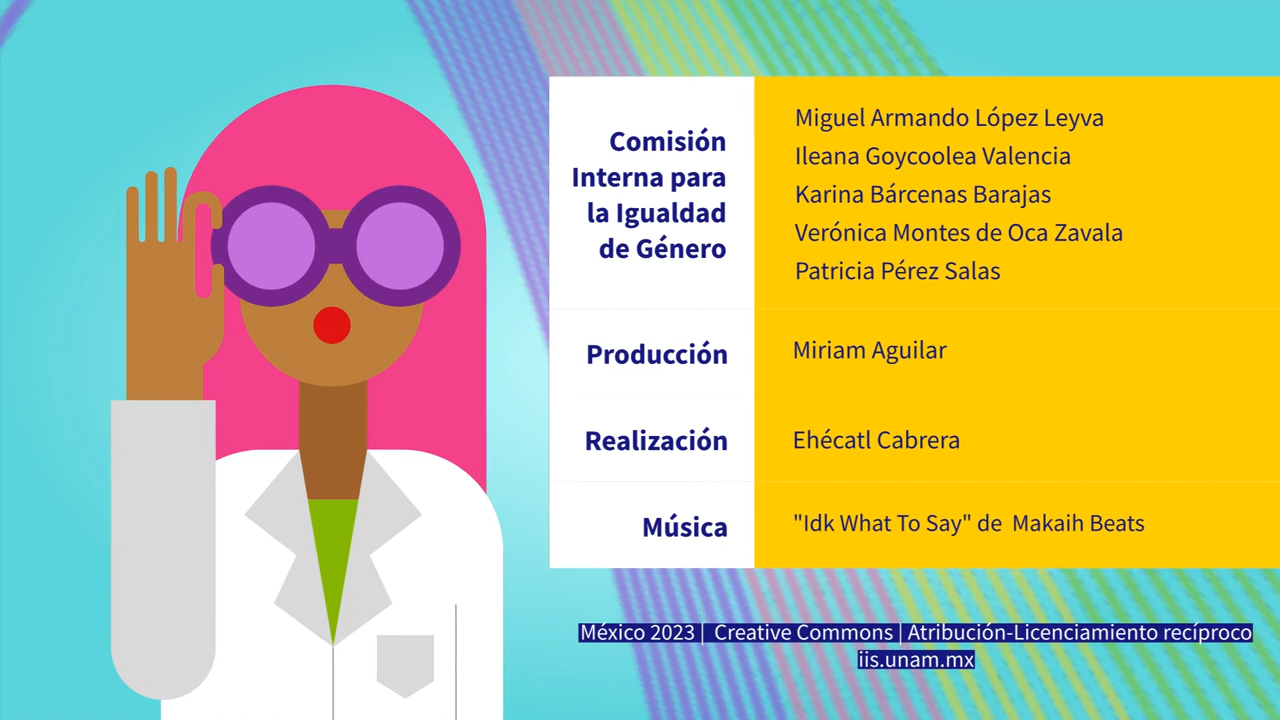 Comisión
Interna para
la Igualdad
de Género
Miguel Armando López Leyva
Ileana Goycoolea Valencia
Karina Bárcenas Barajas
Verónica Montes de Oca Zavala
Patricia Pérez Salas
Producción
Miriam Aguilar
Realización
Ehécatl Cabrera
Música
"Idk What To Say" de Makaih Beats
México 2023 | Creative Commons | Atribución-Licenciamiento recíproco
iis.unam.mx